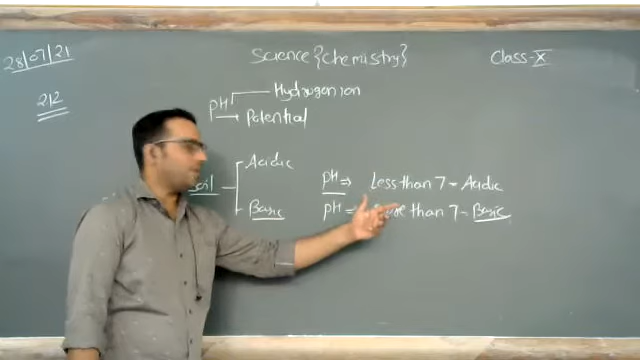 28/07/21
Science {chemistry}
Class-X
212
PH Hydrogen ion
Potential
Soil
Acidic
Basic
PH ⇒ Less than 7 = Acidic
PH ⇒ than 7 - Basic